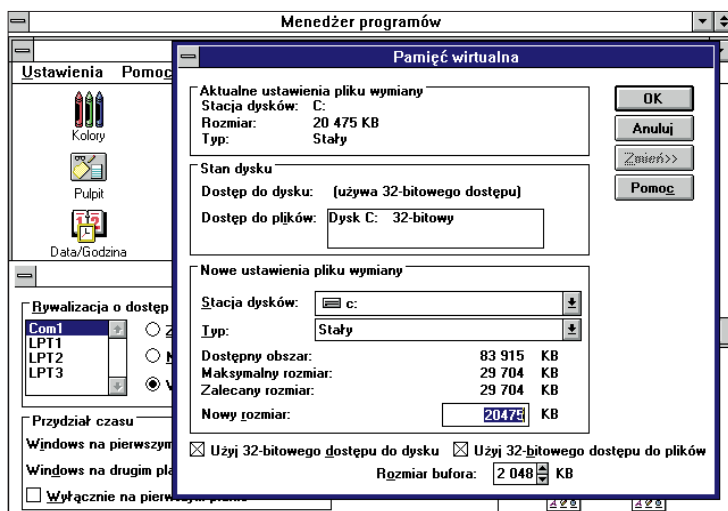 Menedżer programów
Pamięć wirtualna
Ustawienia Pomoc
Kolory
Pulpit
Data/Godzina
Aktualne ustawienia pliku wymiany
Stacja dysków: C:
Rozmiar: 20 475 KB
Typ: Stały
OK
Anuluj
Zmień>>
Pomoc
Stan dysku
Dostęp do dysku: (używa 32-bitowego dostępu)
Dostęp do plików: Dysk C: 32-bitowy
Nowe ustawienia pliku wymiany
Stacja dysków: c:
Typ: Stały
Dostępny obszar: 83 915 KB
Maksymalny rozmiar: 29 704 KB
Zalecany rozmiar: 29 704 KB
Nowy rozmiar: 20475 KB
Użyj 32-bitowego dostępu do dysku Użyj 32-bitowego dostępu do plików
Rozmiar bufora: 2 048 KB
Rywalizacja o dostęp
Com1
LPT1
LPT2
LPT3
Przydział czasu
Windows na pierwszym
Windows na drugim
Wyłącznie na